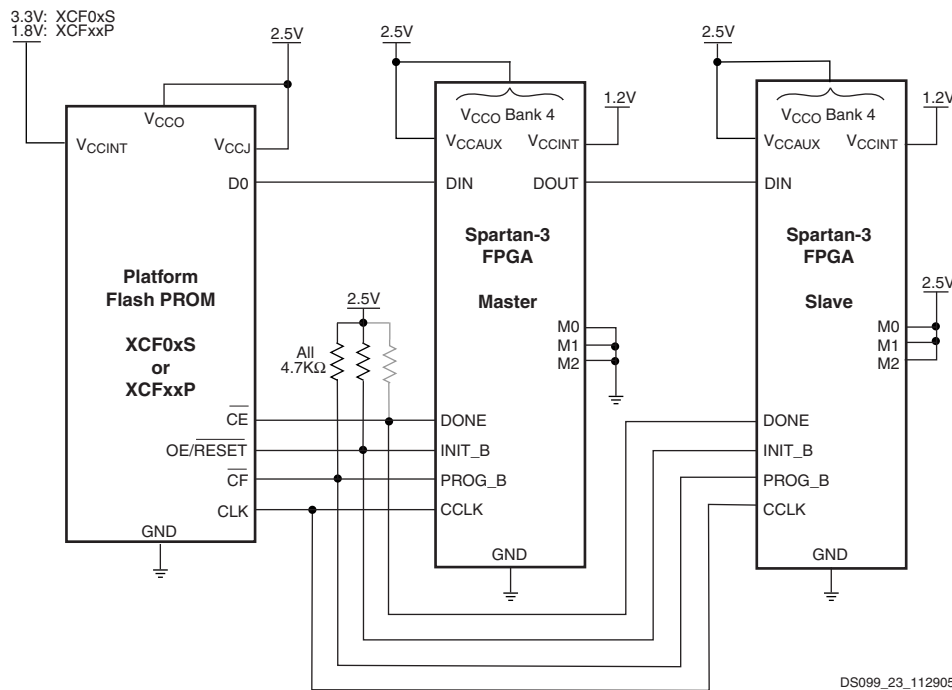 3.3V: XCF0xS
1.8V: XCFxxP
2.5V
2.5V
2.5V
VCCO
VCCINT
VCCJ
D0
Platform
Flash PROM
XCF0xS
or
XCFxxP
CE
OE/RESET
CF
CLK
GND
All
4.7KΩ
2.5V
VCCO Bank 4
VCCAUX
VCCINT
1.2V
DIN
DOUT
Spartan-3
FPGA
Master
M0
M1
M2
DONE
INIT_B
PROG_B
CCLK
GND
VCCO Bank 4
VCCAUX
VCCINT
1.2V
DIN
Spartan-3
FPGA
Slave
2.5V
M0
M1
M2
DONE
INIT_B
PROG_B
CCLK
GND
DS099_23_112905